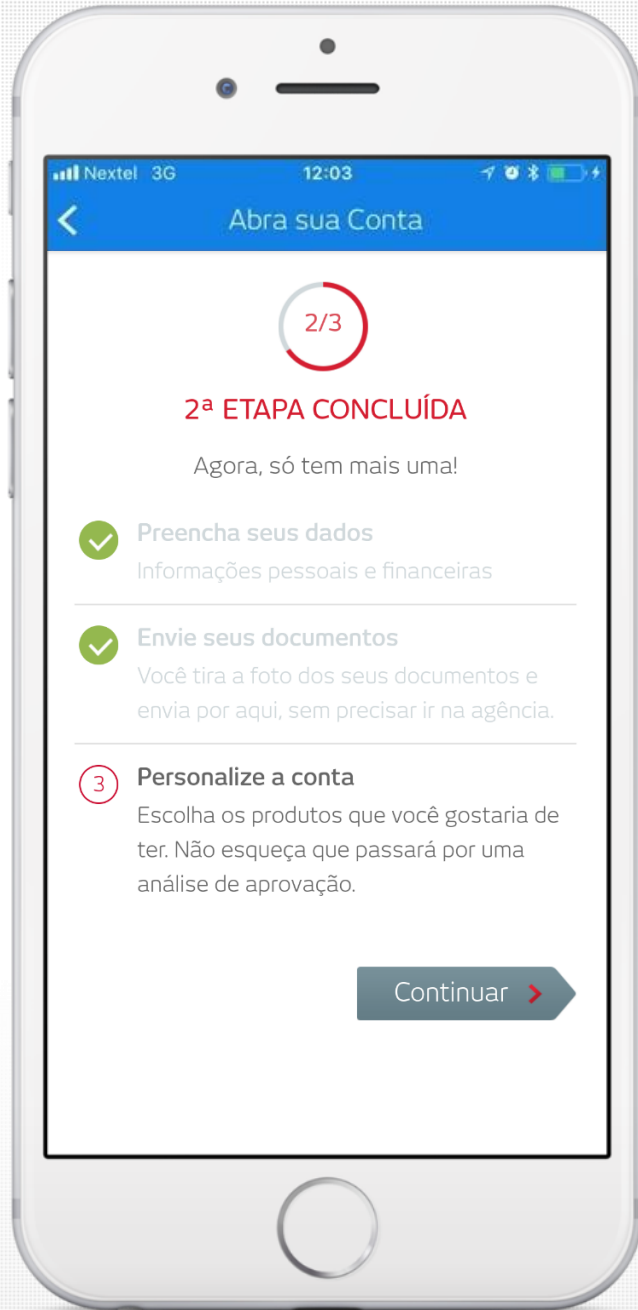 Nextel 3G 12:03
Abra sua Conta
2/3
2ª ETAPA CONCLUÍDA
Agora, só tem mais uma!
Preencha seus dados
Informações pessoais e financeiras
Envie seus documentos
Você tira a foto dos seus documentos e
envia por aqui, sem precisar ir na agência.
3 Personalize a conta
Escolha os produtos que você gostaria de
ter. Não esqueça que passará por uma
análise de aprovação.
Continuar